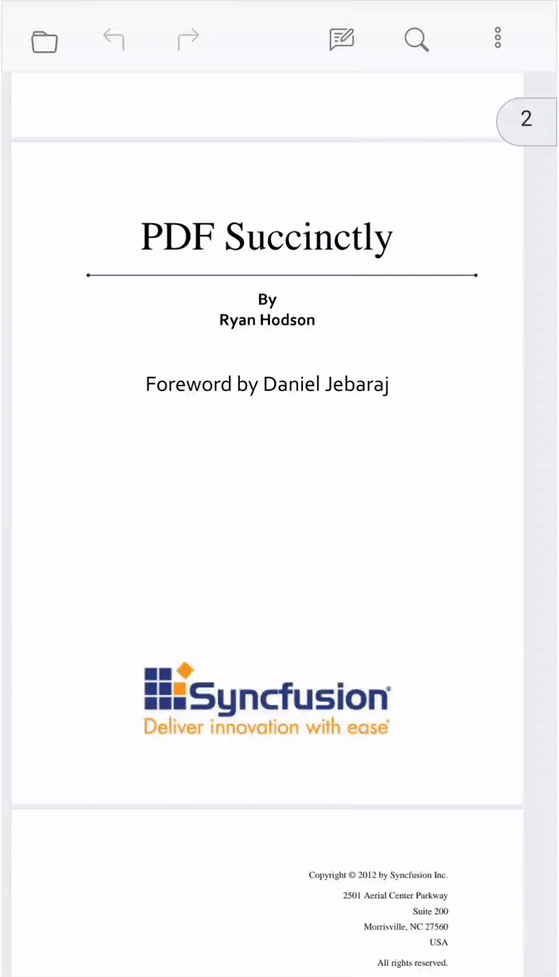 2
PDF Succinctly
By
Ryan Hodson
Foreword by Daniel Jebaraj
Syncfusion®
Deliver innovation with ease®
Copyright © 2012 by Syncfusion Inc.
2501 Aerial Center Parkway
Suite 200
Morrisville, NC 27560
USA
All rights reserved.